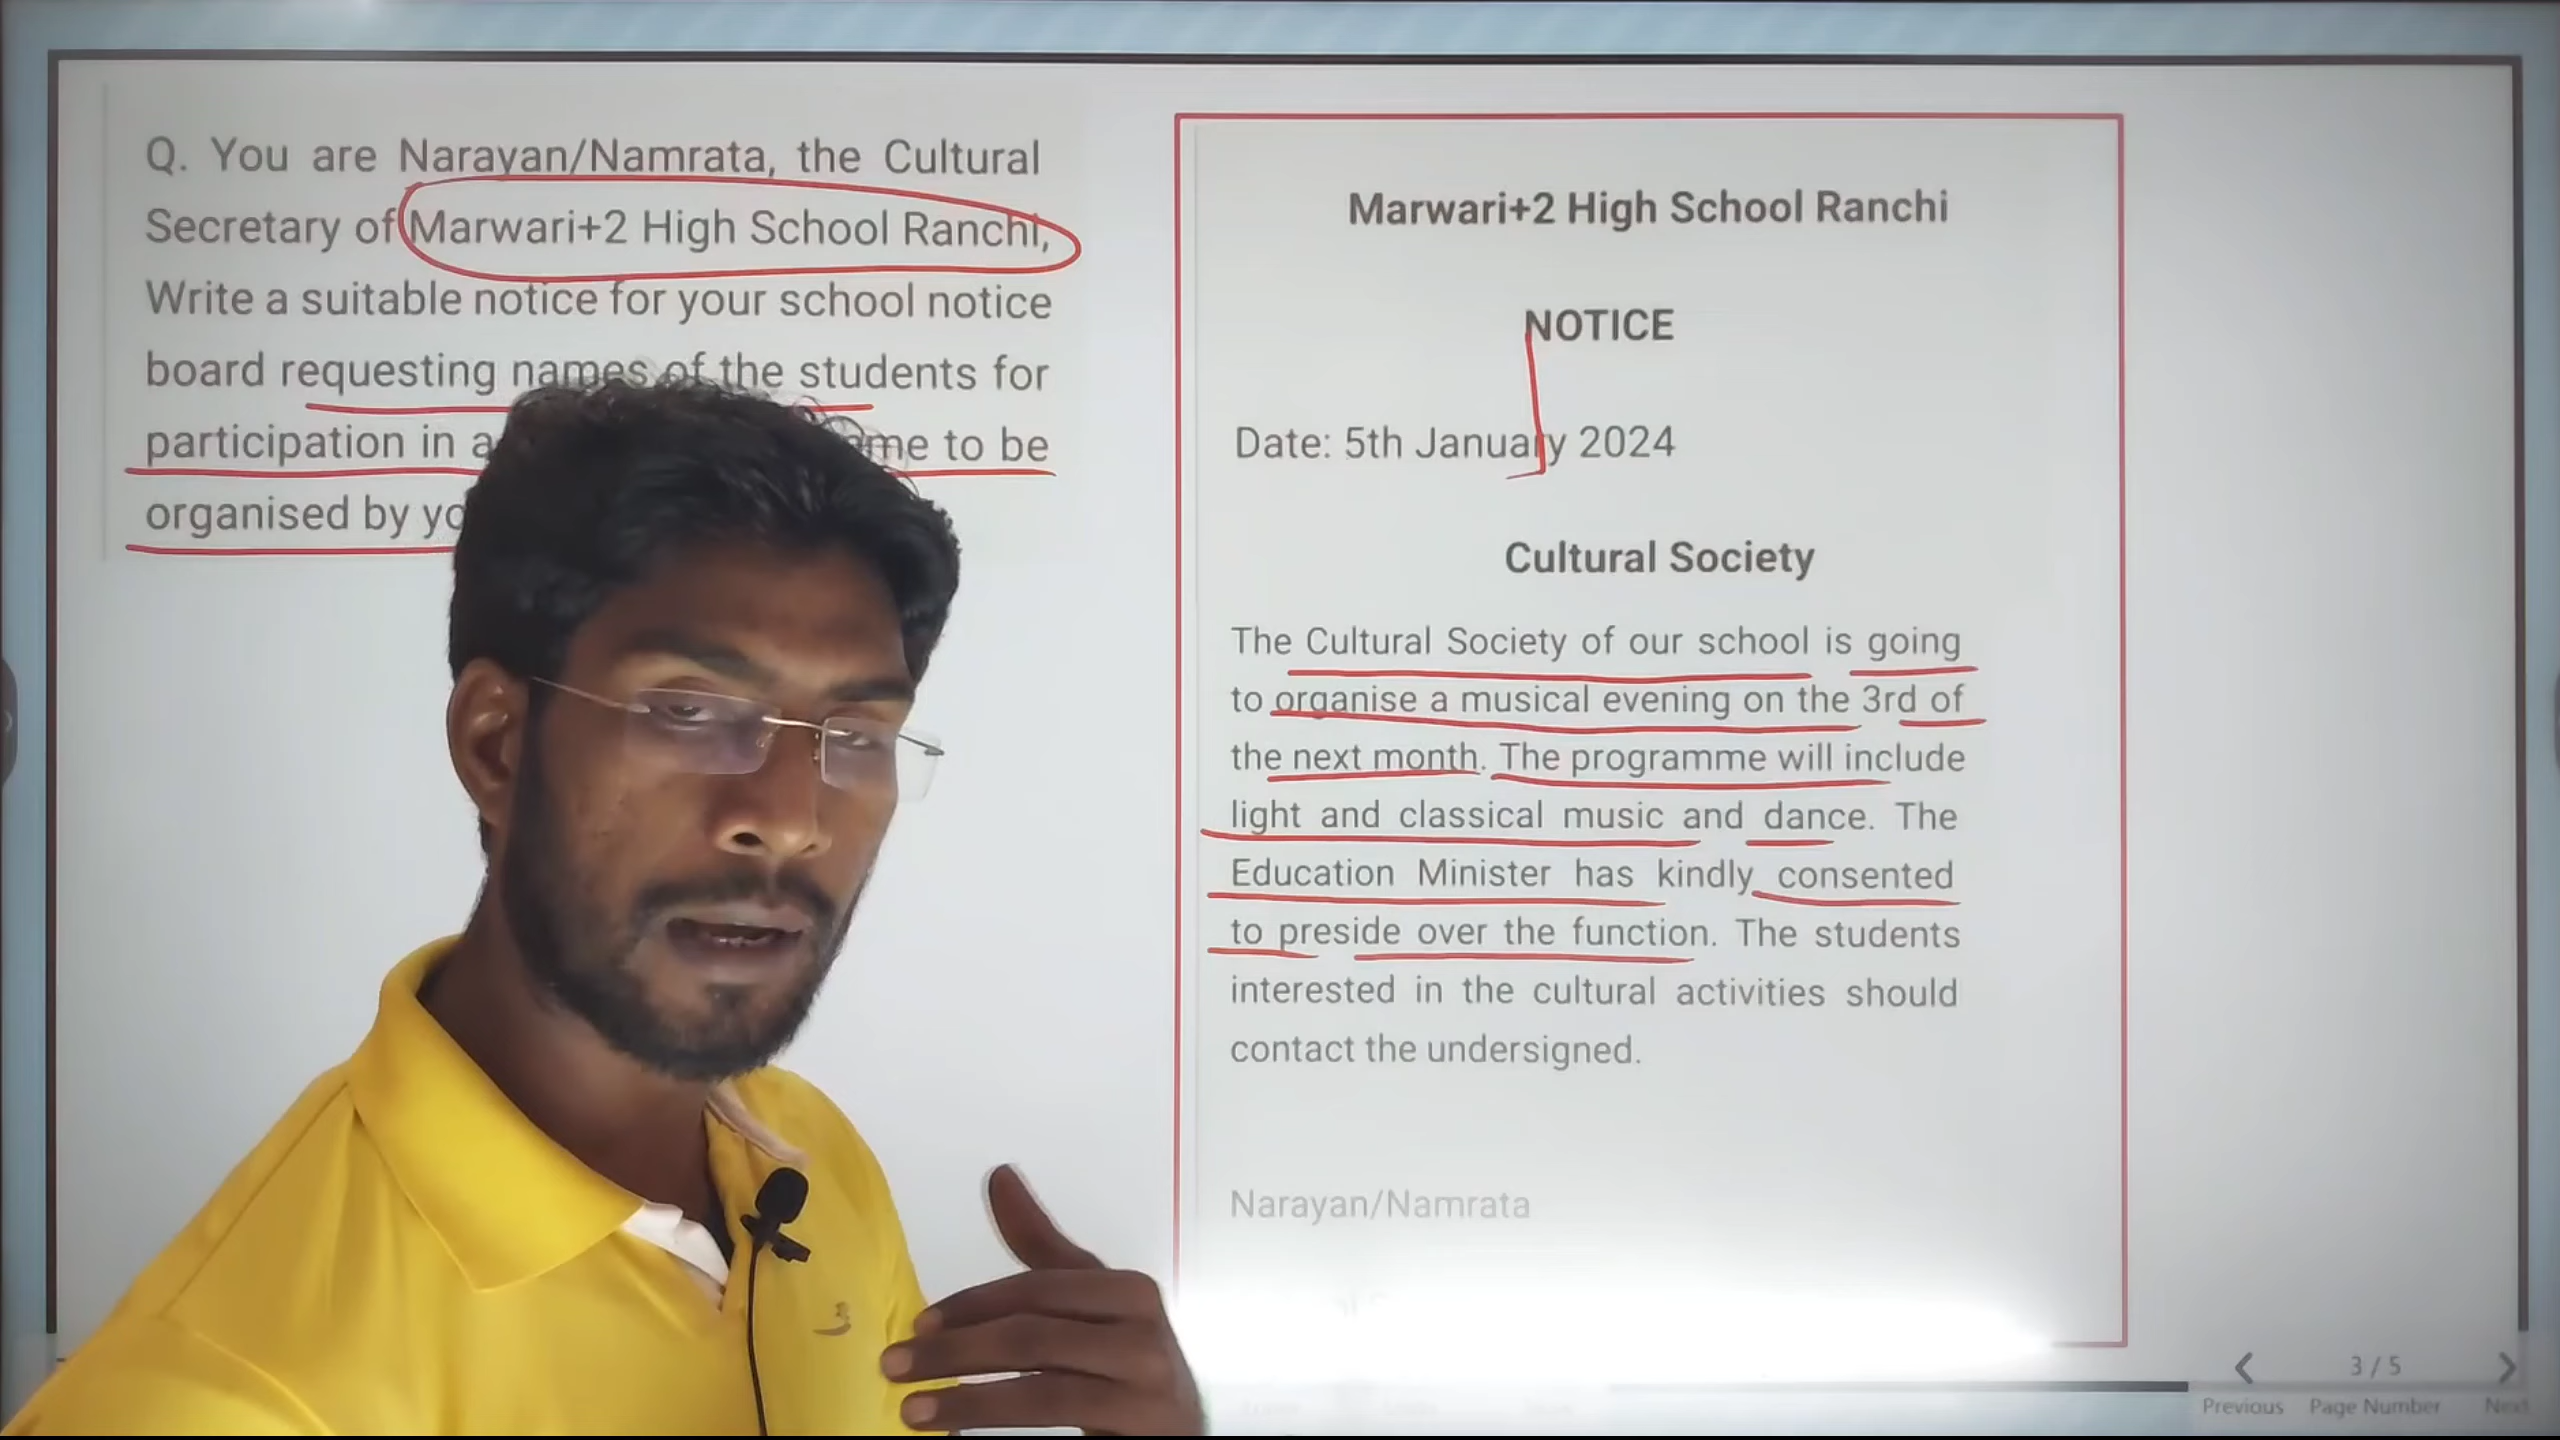 Q. You are Narayan/Namrata, the Cultural
Secretary of Marwari+2 High School Ranchi,
Write a suitable notice for your school notice
board requesting names of the students for
participation in to be
organised by
Marwari+2 High School Ranchi
NOTICE
Date: 5th January 2024
Cultural Society
The Cultural Society of our school is going
to organise a musical evening on the 3rd of
the next month. The programme will include
light and classical music and dance. The
Education Minister has kindly consented
to preside over the function. The students
interested in the cultural activities should
contact the undersigned.
Narayan/Namrata
3 / 5
Previous Page Number Next